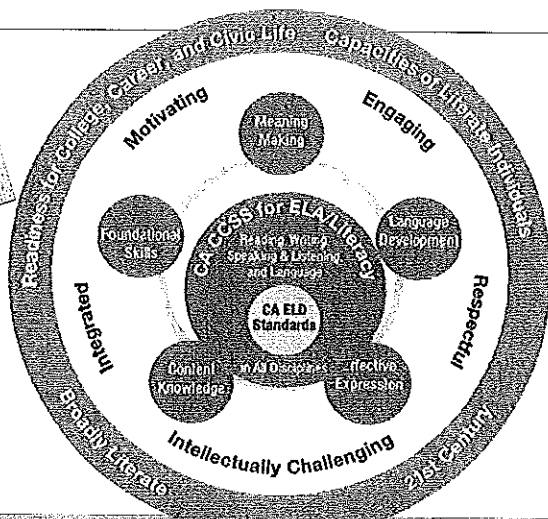 Readiness for College, Career, and Civic Life
Capacities of Literate Individuals
Motivating
Engaging
Meaning
Making
Foundational
Skills
CA CCSS for ELA/Literacy
Reading, Writing,
Speaking & Listening,
and Language
Language
Development
CA ELD
Standards
Integrated
Respectful
Content
Knowledge
in All Disciplines
ffective
Expression
Intellectually Challenging
Broadly Literate
21st Century